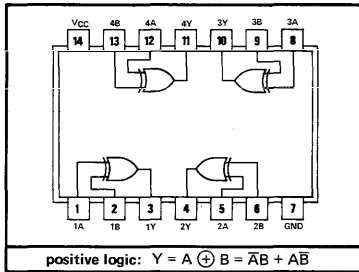 VCC 4B 4A 4Y 3Y 3B 3A
14 13 12 11 10 9 8
1 2 3 4 5 6 7
1A 1B 1Y 2Y 2A 2B GND
positive logic: Y = A ⊕ B = A̅B + AB̅